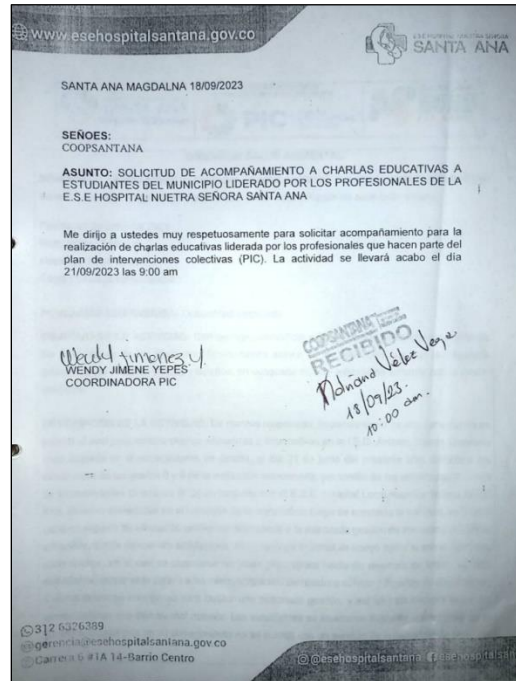 www.esehospitalsantana.gov.co
SANTA ANA
SANTA ANA MAGDALNA 18/09/2023
SEÑOES:
COOPSANTANA
ASUNTO: SOLICITUD DE ACOMPAÑAMIENTO A CHARLAS EDUCATIVAS A
ESTUDIANTES DEL MUNICIPIO LIDERADO POR LOS PROFESIONALES DE LA
E.S.E HOSPITAL NUETRA SEÑORA SANTA ANA
Me dirijo a ustedes muy respetuosamente para solicitar acompañamiento para la
realización de charlas educativas liderada por los profesionales que hacen parte del
plan de intervenciones colectivas (PIC). La actividad se llevará acabo el día
21/09/2023 las 9:00 am
Wendy Jimenez Y.
WENDY JIMENE YEPES
COORDINADORA PIC
COOPSANTANA
RECIBIDO
Adriana Vélez Vega
18/09/23.
10:00 am.
312 6326389
gerencia@esehospitalsantana.gov.co
Carrera 6 #1A 14-Barrio Centro
@esehospitalsantana